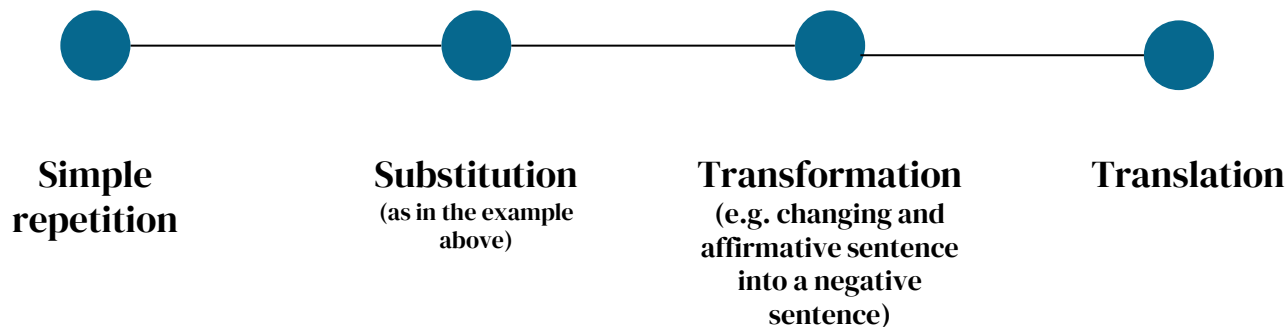 Simple
repetition
Substitution
(as in the example
above)
Transformation
(e.g. changing and
affirmative sentence
into a negative
sentence)
Translation